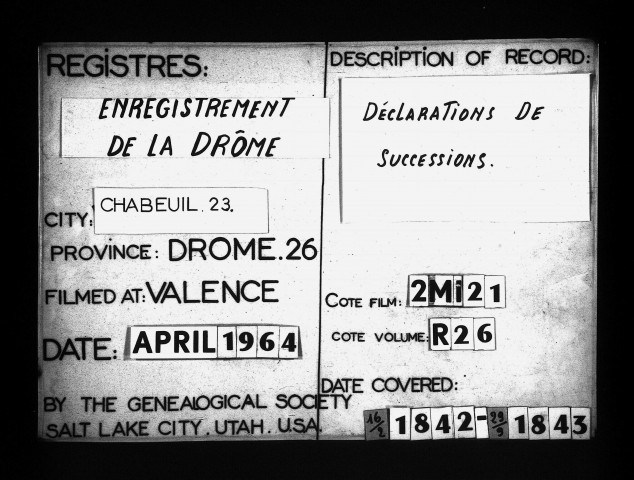 REGISTRES:
ENREGISTREMENT
DE LA DRÔME
CITY: CHABEUIL. 23.
PROVINCE: DROME.26
FILMED AT: VALENCE
DATE: APRIL 1964
BY THE GENEALOGICAL SOCIETY
SALT LAKE CITY. UTAH. U.S.A.
DESCRIPTION OF RECORD:
DÉCLARATIONS DE
SUCCESSIONS.
COTE FILM: 2Mi21
COTE VOLUME: R26
DATE COVERED:
16/2 1842-29/9 1843